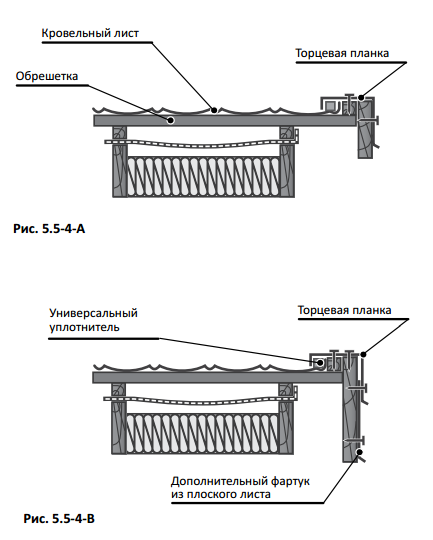 Кровельный лист
Торцевая планка
Обрешетка
Рис. 5.5-4-А
Универсальный
уплотнитель
Торцевая планка
Дополнительный фартук
из плоского листа
Рис. 5.5-4-В